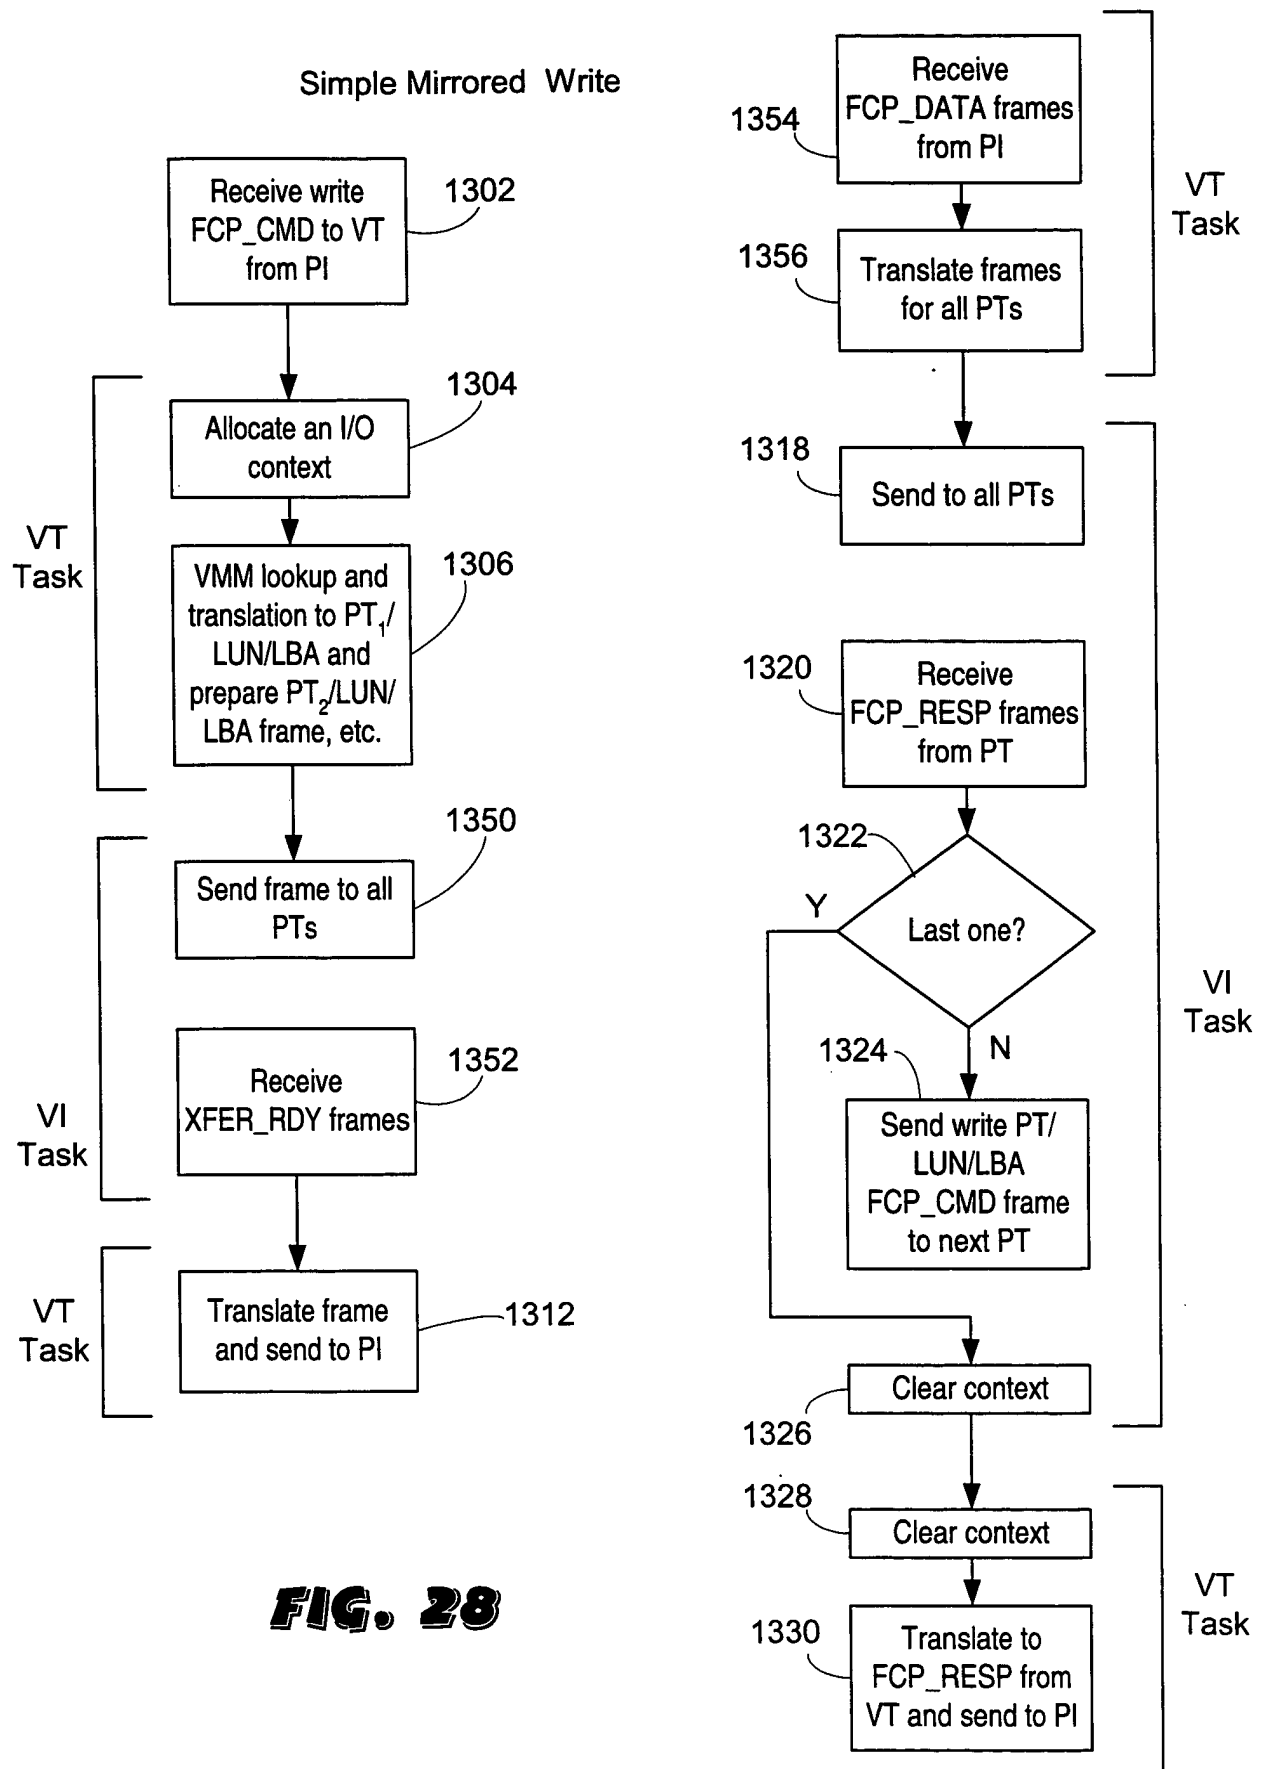 Simple Mirrored Write
Receive write
FCP_CMD to VT
from PI
1302
VT
Task
Allocate an I/O
context
1304
VMM lookup and
translation to PT1/
LUN/LBA and
prepare PT2/LUN/
LBA frame, etc.
1306
VI
Task
Send frame to all
PTs
1350
Receive
XFER_RDY frames
1352
VT
Task
Translate frame
and send to PI
1312
Receive
FCP_DATA frames
from PI
1354
VT
Task
Translate frames
for all PTs
1356
1318
Send to all PTs
1320
Receive
FCP_RESP frames
from PT
1322
Last one?
Y
N
VI
Task
1324
Send write PT/
LUN/LBA
FCP_CMD frame
to next PT
Clear context
1326
1328
Clear context
VT
Task
1330
Translate to
FCP_RESP from
VT and send to PI
FIG. 28